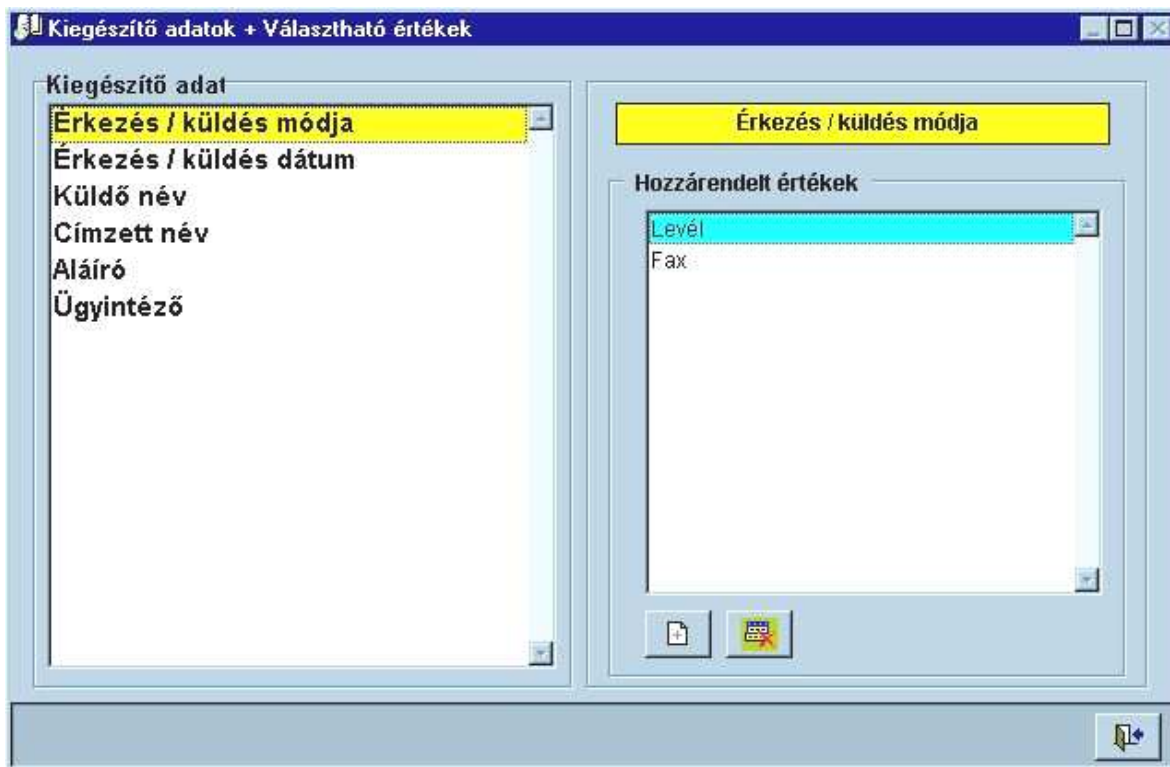 Kiegészítő adatok + Választható értékek
Kiegészítő adat
Érkezés / küldés módja
Érkezés / küldés dátum
Küldő név
Címzett név
Aláíró
Ügyintéző
Érkezés / küldés módja
Hozzárendelt értékek
Levél
Fax